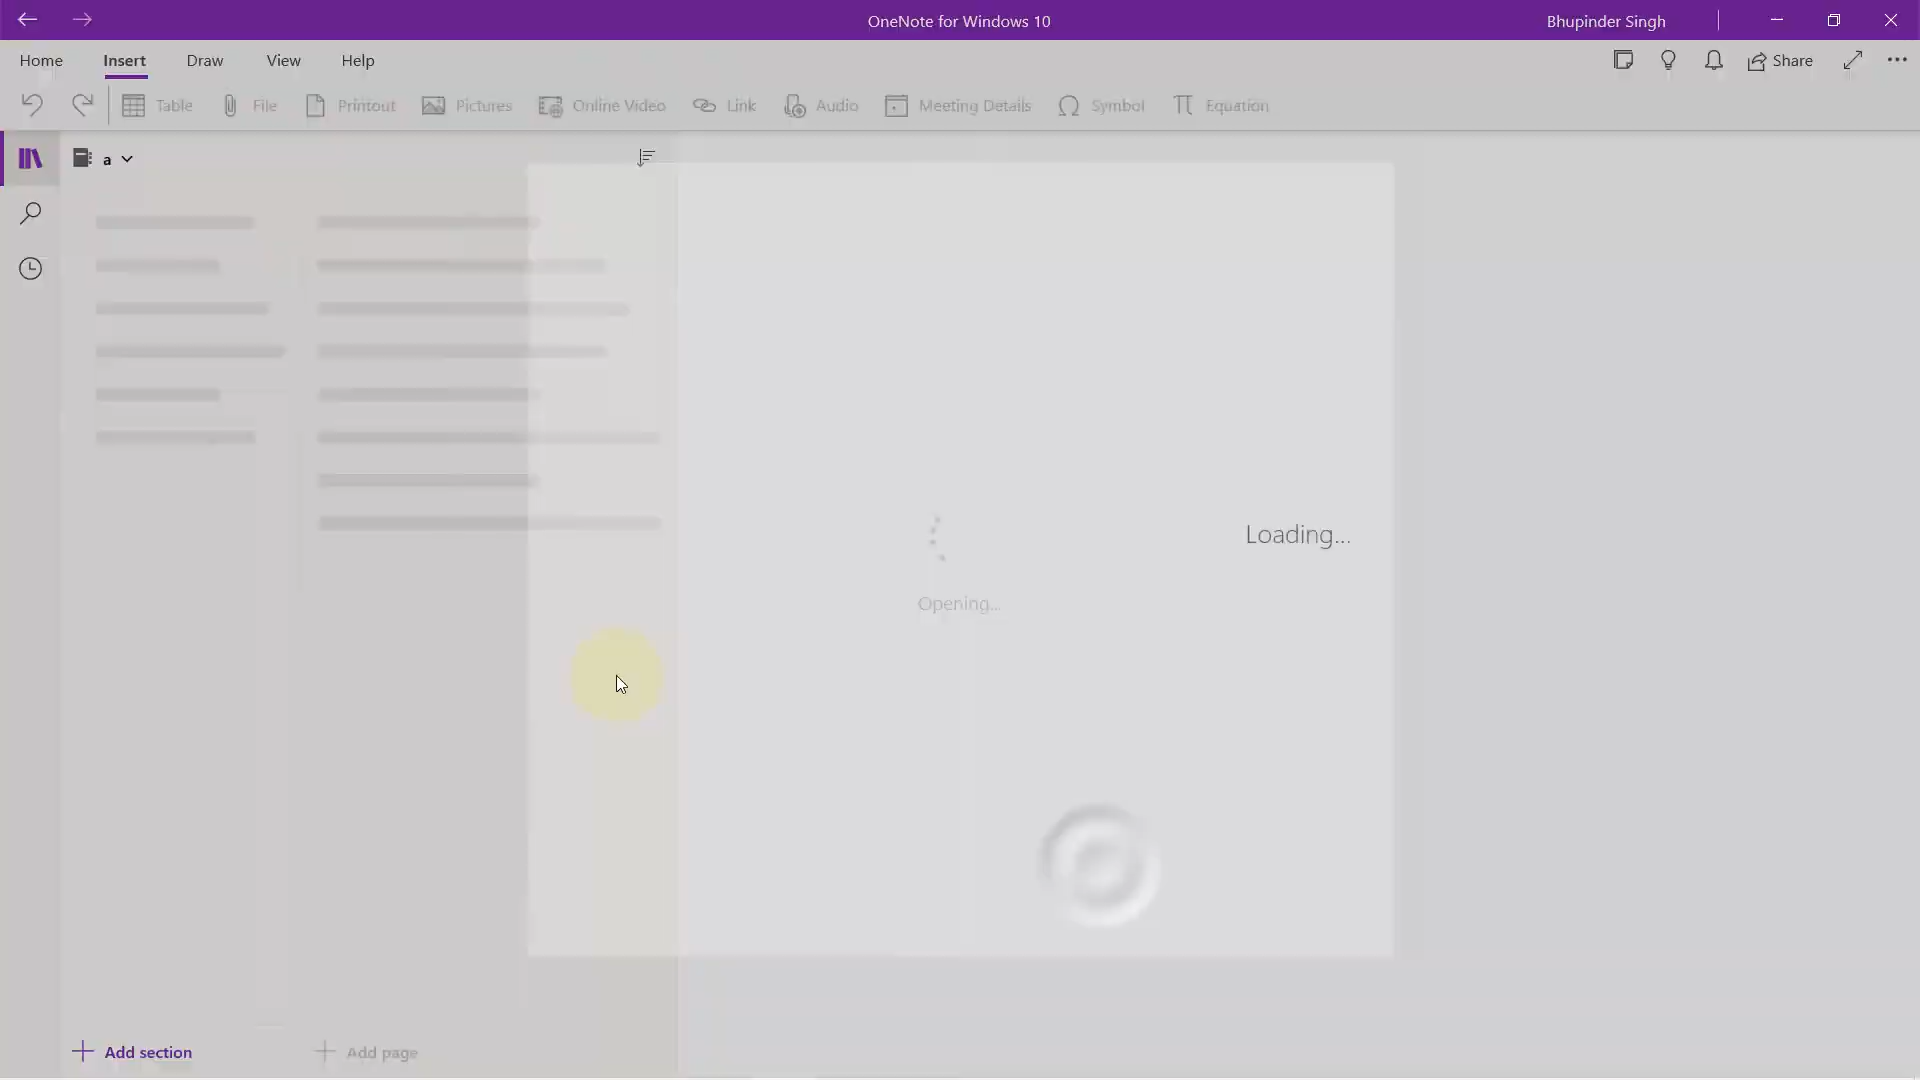 OneNote for Windows 10
Bhupinder Singh
Home Insert Draw View Help
Share
Table File Printout Pictures Online Video Link Audio Meeting Details Symbol Equation
a
Loading...
Opening...
Add section Add page